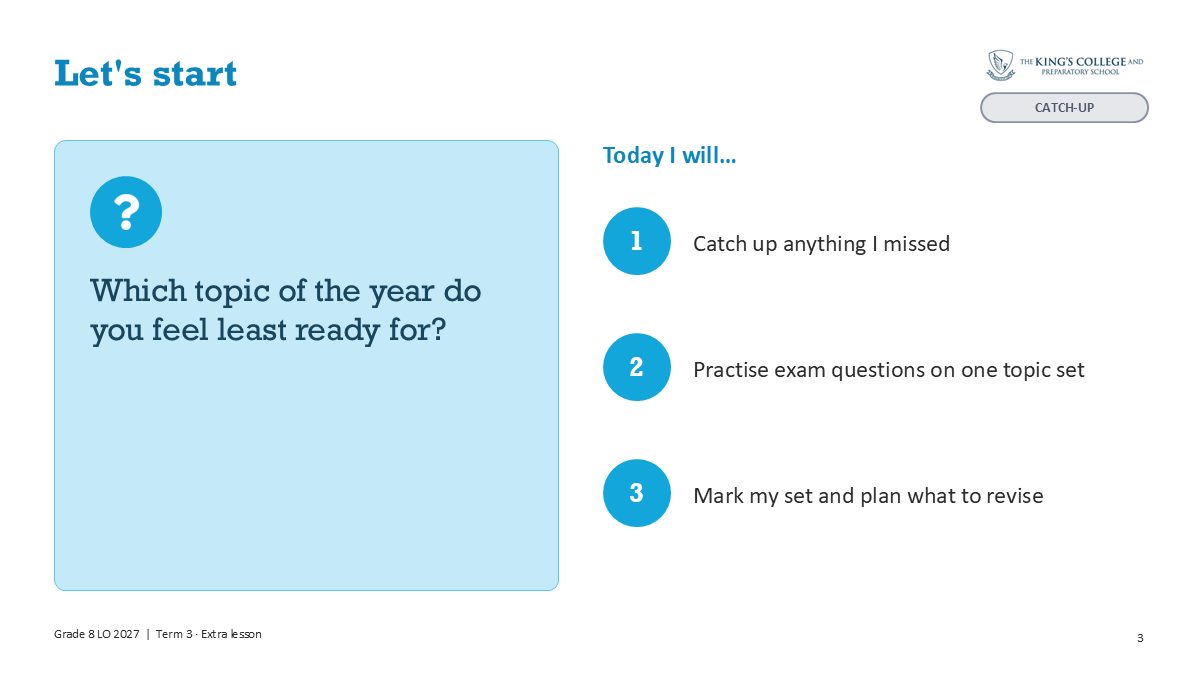 Let's start
THE KING'S COLLEGE AND
PREPARATORY SCHOOL
CATCH-UP
?
Which topic of the year do
you feel least ready for?
Today I will...
1
Catch up anything I missed
2
Practise exam questions on one topic set
3
Mark my set and plan what to revise
Grade 8 LO 2027 | Term 3 · Extra lesson
3